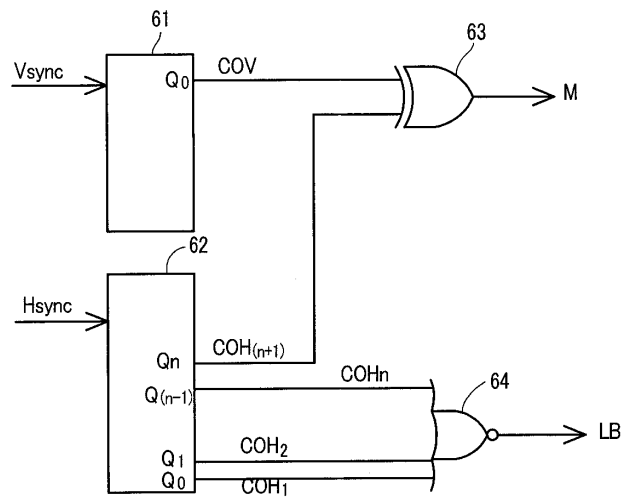 61
63
Vsync
Q0
COV
M
62
Hsync
Qn
COH(n+1)
Q(n-1)
COHn
64
LB
Q1
COH2
Q0
COH1